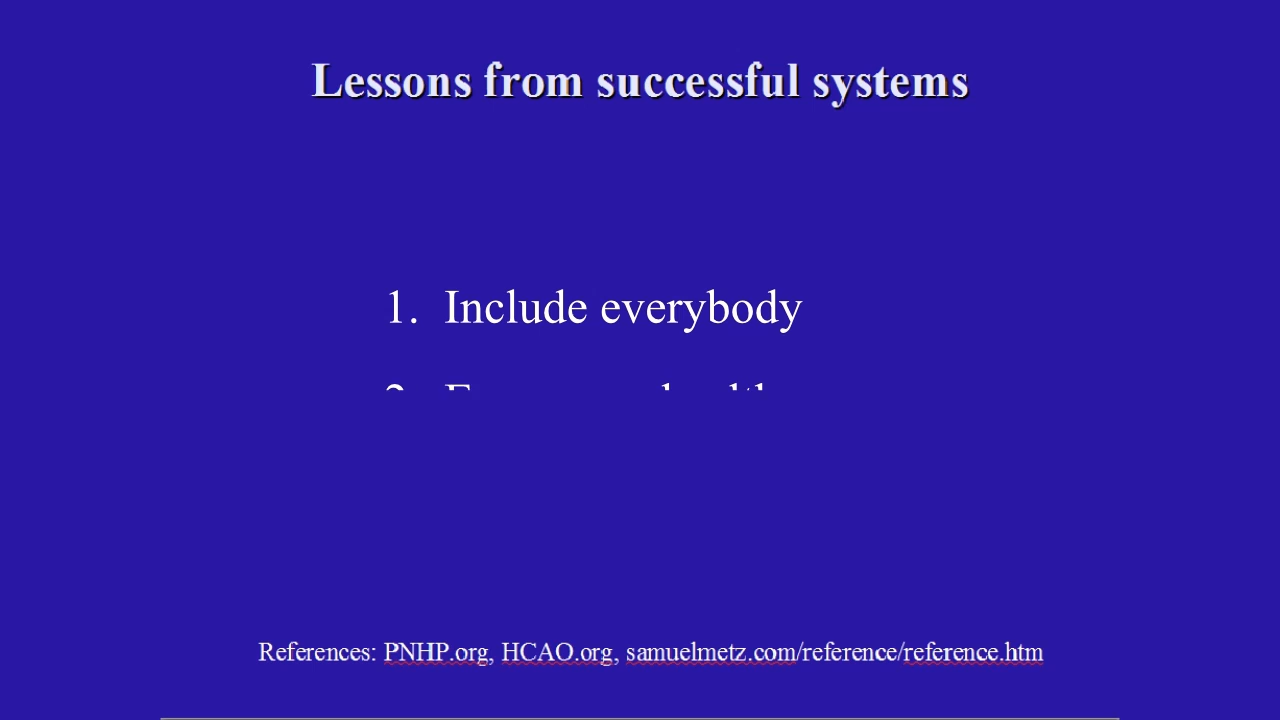 Lessons from successful systems
1. Include everybody
References: PNHP.org, HCAO.org, samuelmetz.com/reference/reference.htm